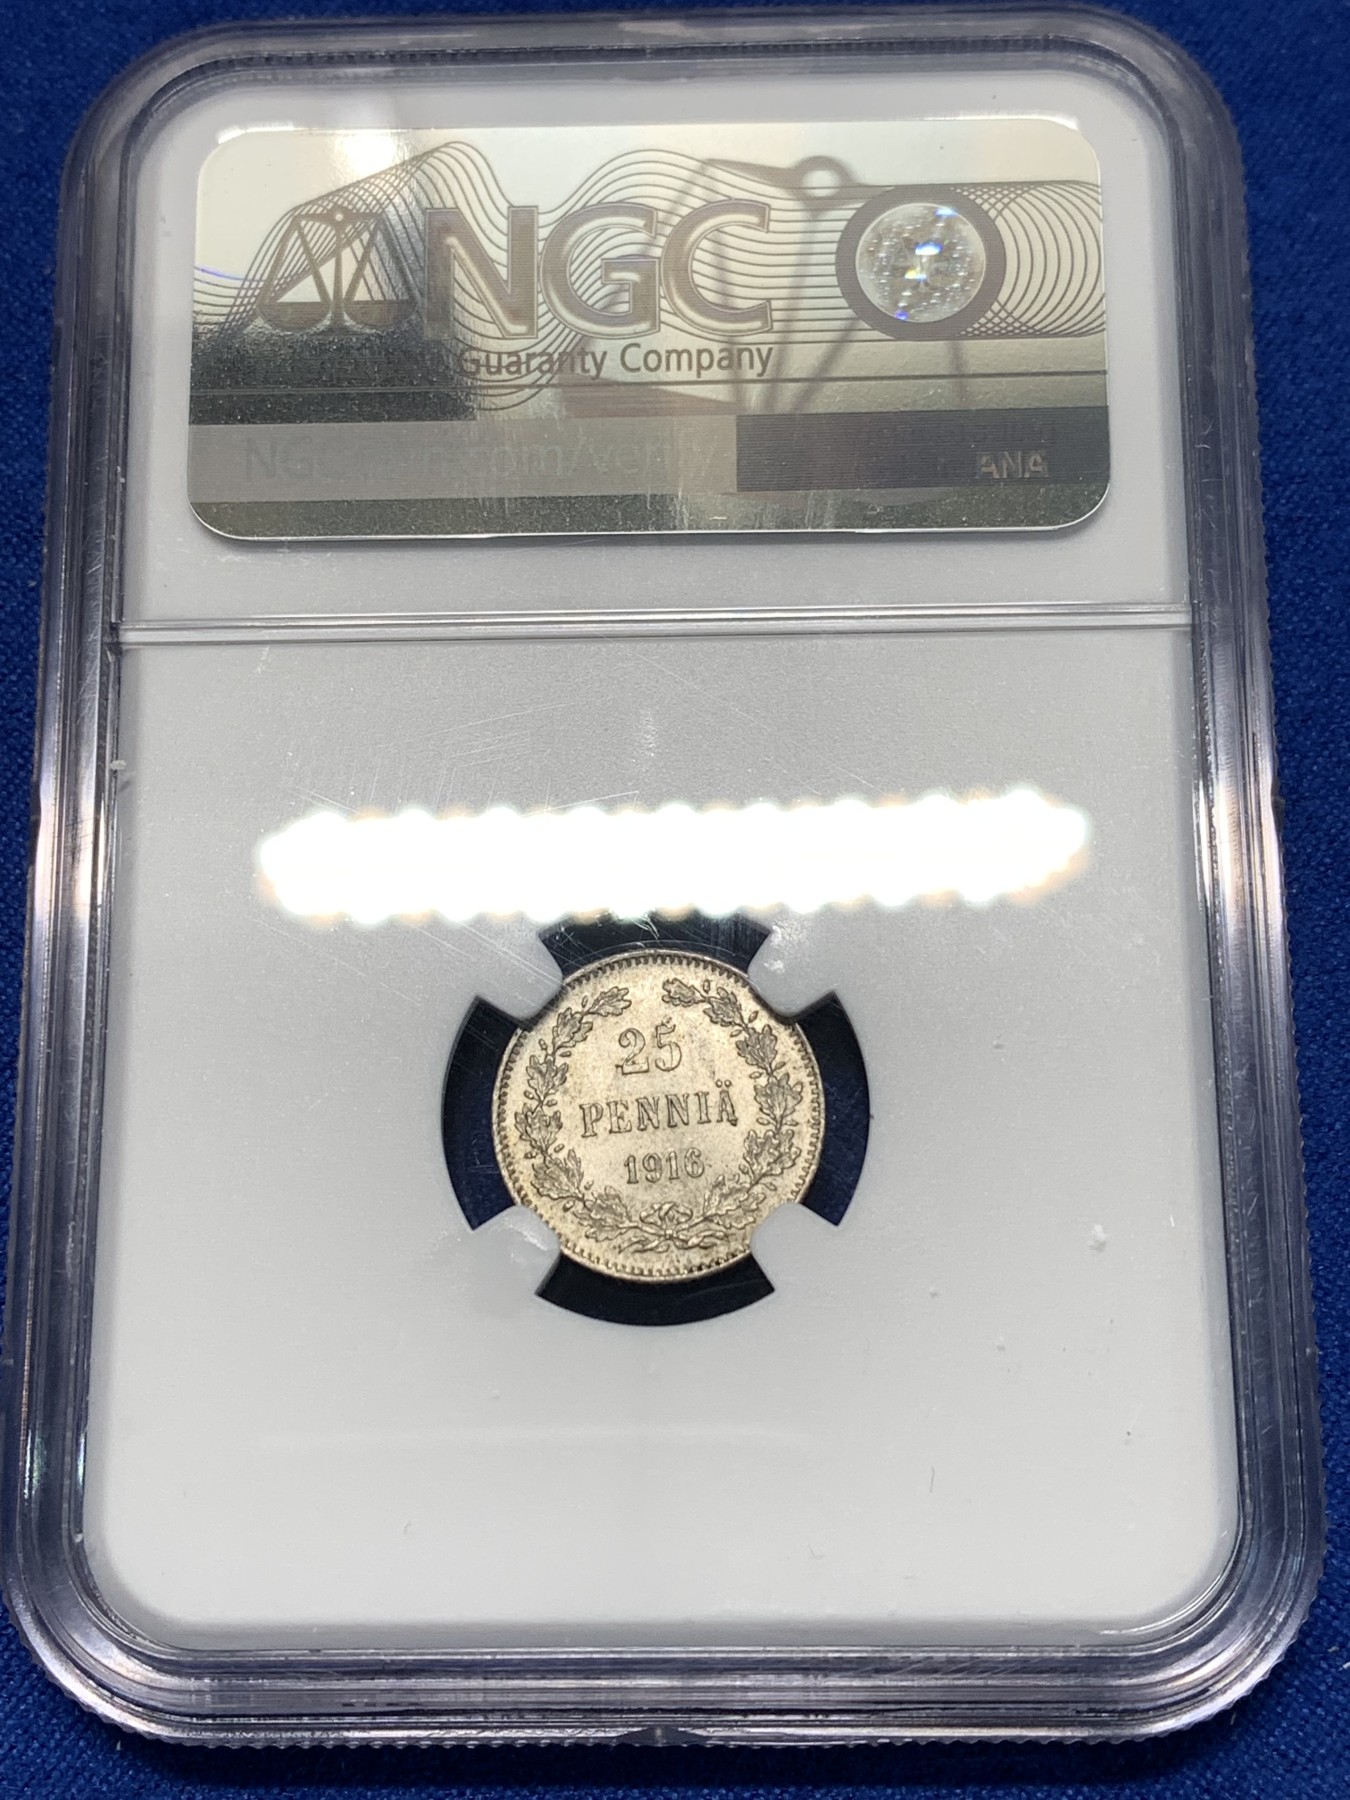 NGC
Guaranty Company
ANA
25
PENNIÄ
1916